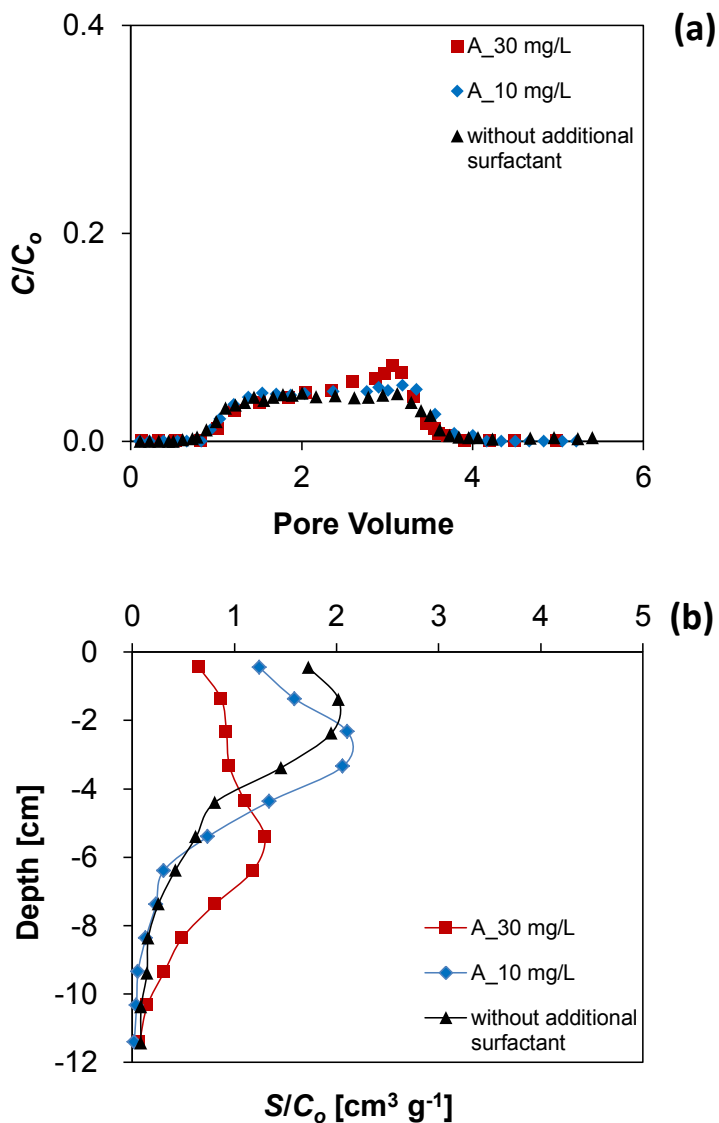 (a)
0.4
0.2
0.0
C/Co
A_30 mg/L
A_10 mg/L
without additional
surfactant
0 2 4 6
Pore Volume
(b)
0 1 2 3 4 5
0
-2
-4
-6
-8
-10
-12
Depth [cm]
A_30 mg/L
A_10 mg/L
without additional
surfactant
S/Co [cm³ g⁻¹]